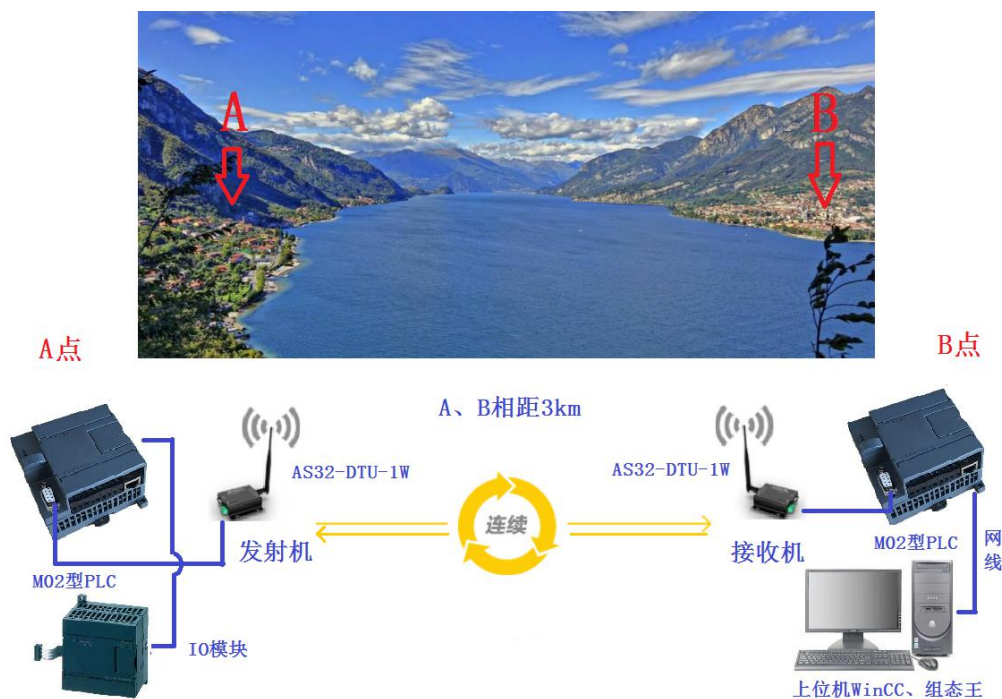 A
B
A点
B点
A、B相距3km
AS32-DTU-1W
AS32-DTU-1W
连续
发射机
接收机
M02型PLC
M02型PLC
网线
IO模块
上位机WinCC、组态王